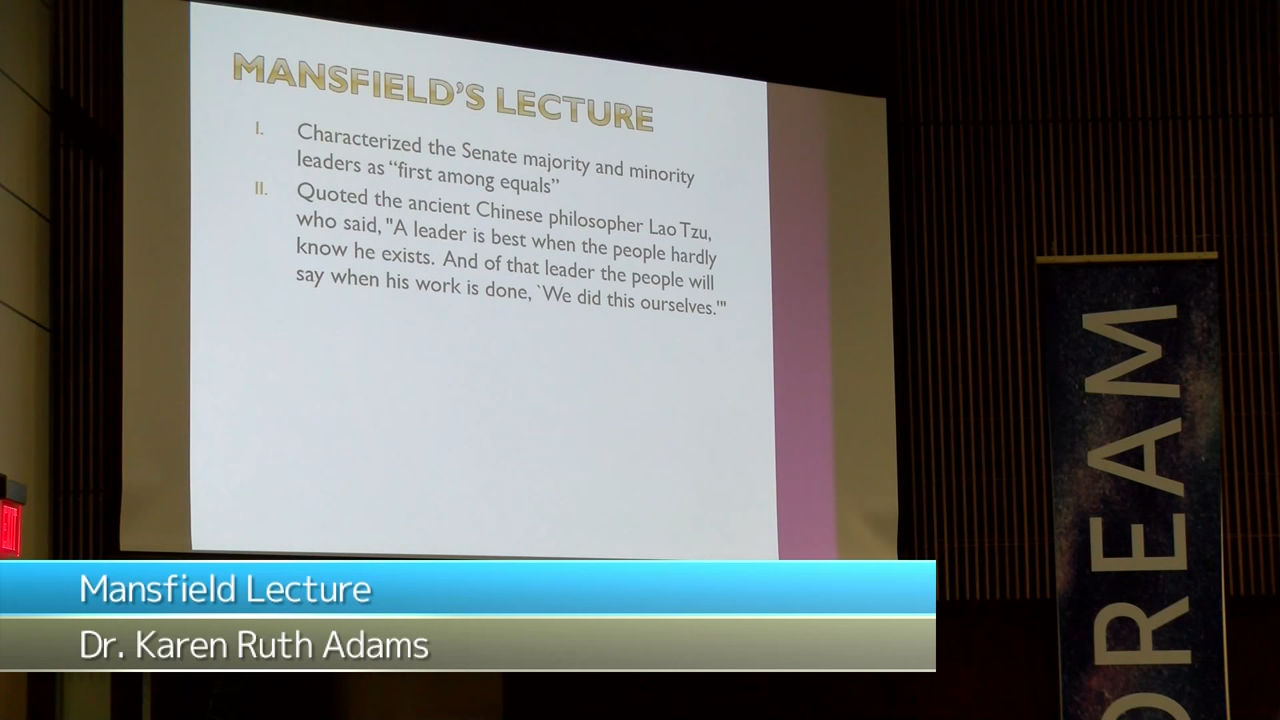 MANSFIELD'S LECTURE
I. Characterized the Senate majority and minority
leaders as “first among equals”
II. Quoted the ancient Chinese philosopher Lao Tzu,
who said, "A leader is best when the people hardly
know he exists. And of that leader the people will
say when his work is done, `We did this ourselves.'"
DREAM
Mansfield Lecture
Dr. Karen Ruth Adams